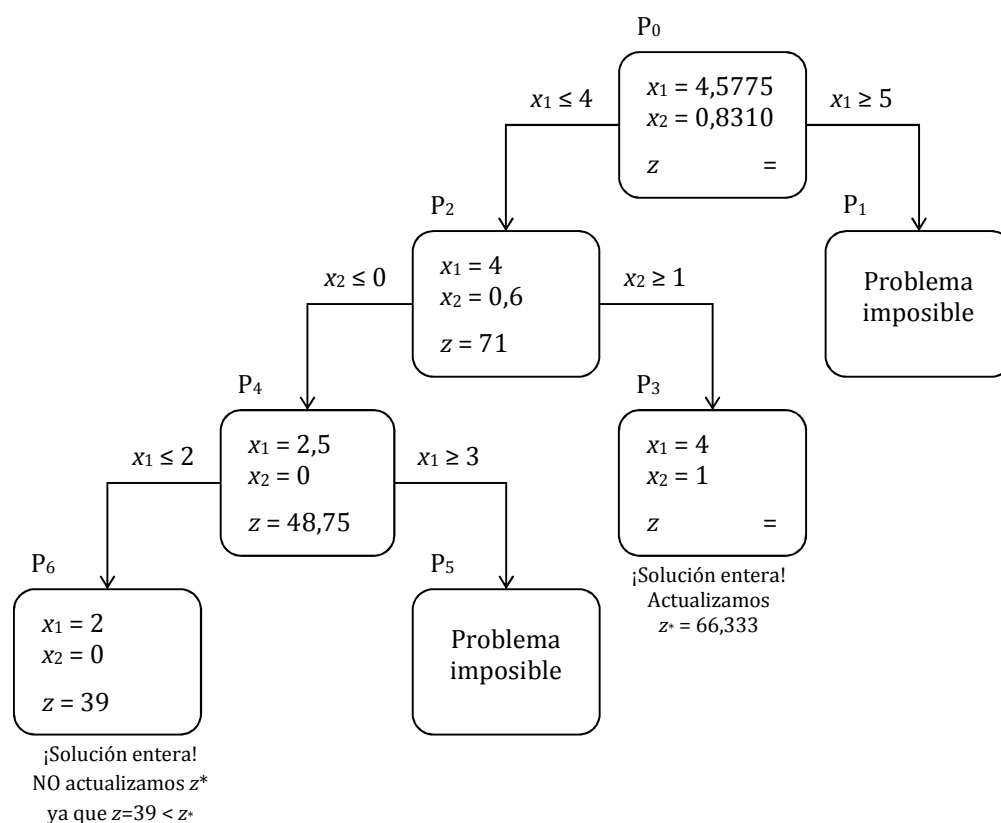 P₀
x₁ = 4,5775
x₂ = 0,8310
z =
x₁ ≤ 4
x₁ ≥ 5
P₂
x₁ = 4
x₂ = 0,6
z = 71
P₁
Problema
imposible
x₂ ≤ 0
x₂ ≥ 1
P₄
x₁ = 2,5
x₂ = 0
z = 48,75
P₃
x₁ = 4
x₂ = 1
z =
¡Solución entera!
Actualizamos
z* = 66,333
x₁ ≤ 2
x₁ ≥ 3
P₆
x₁ = 2
x₂ = 0
z = 39
¡Solución entera!
NO actualizamos z*
ya que z=39 < z*
P₅
Problema
imposible